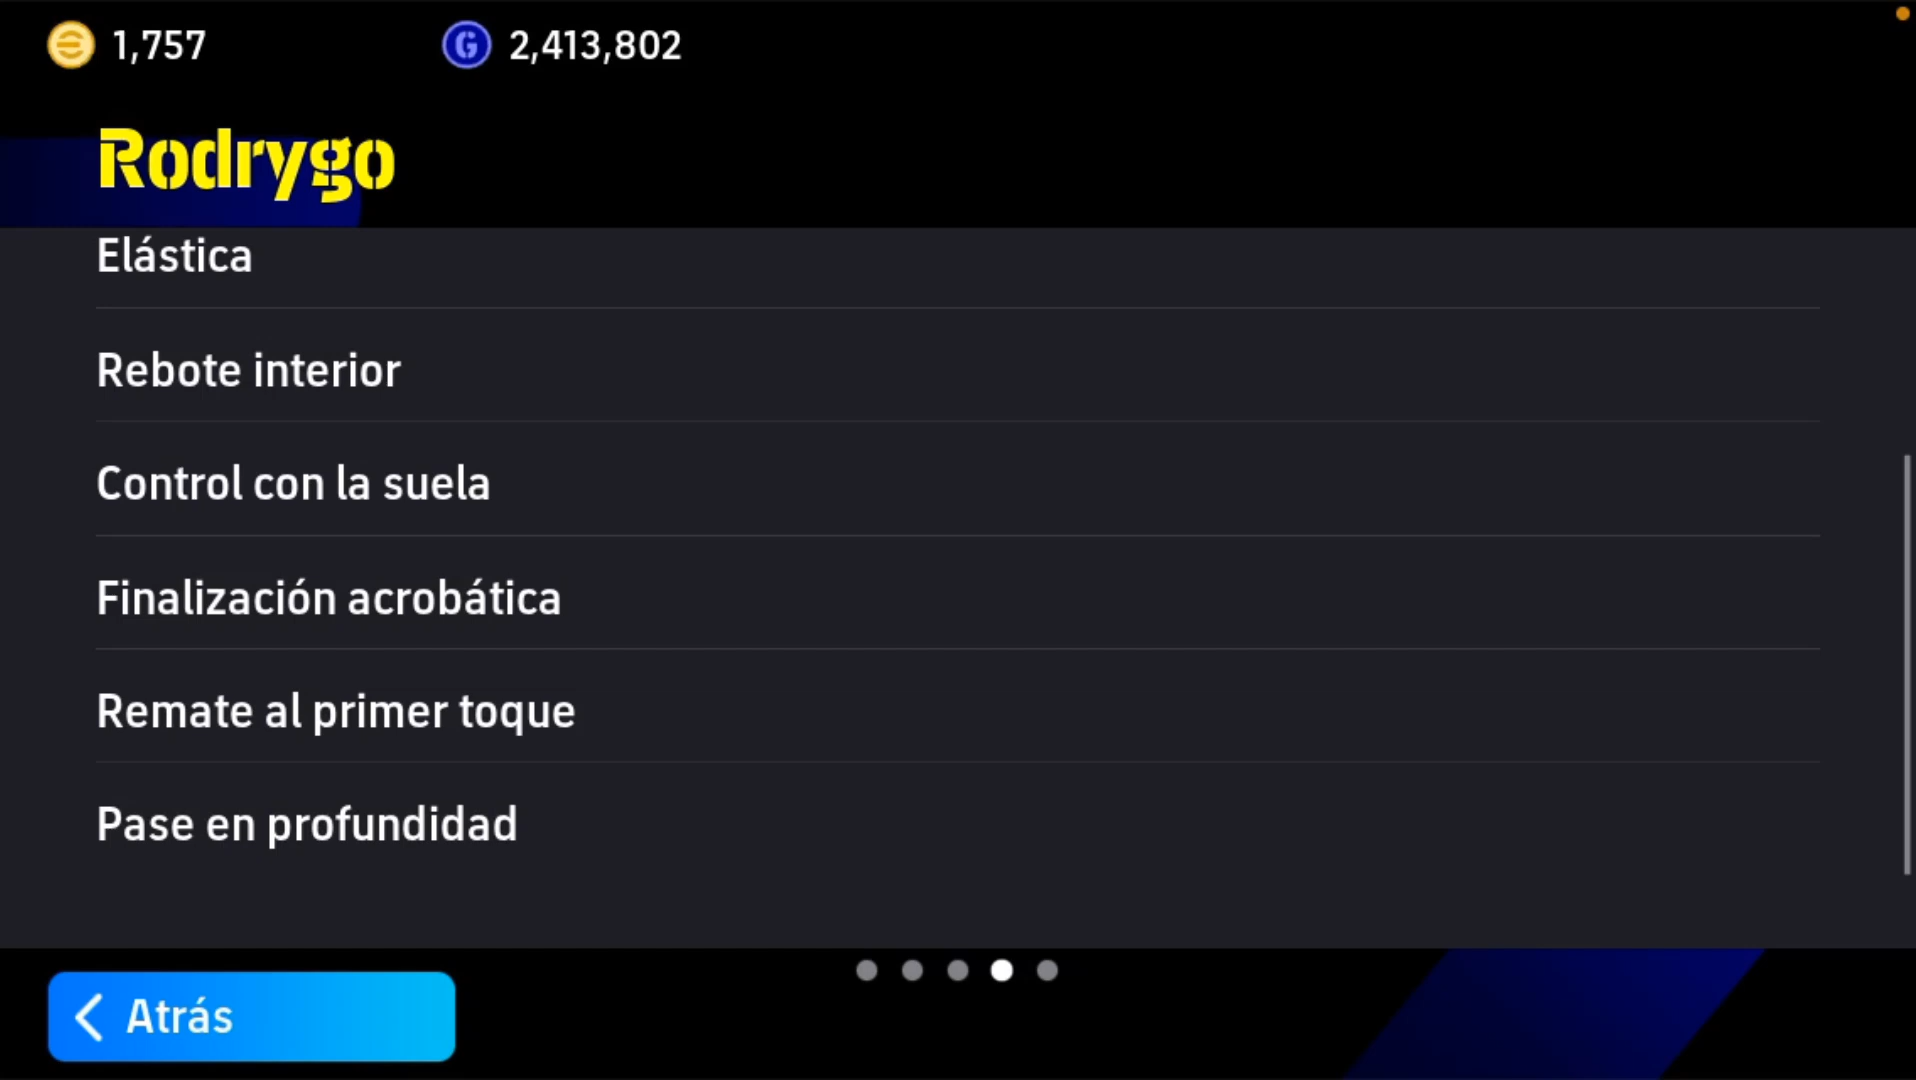 1,757
2,413,802
Rodrygo
Elástica
Rebote interior
Control con la suela
Finalización acrobática
Remate al primer toque
Pase en profundidad
Atrás